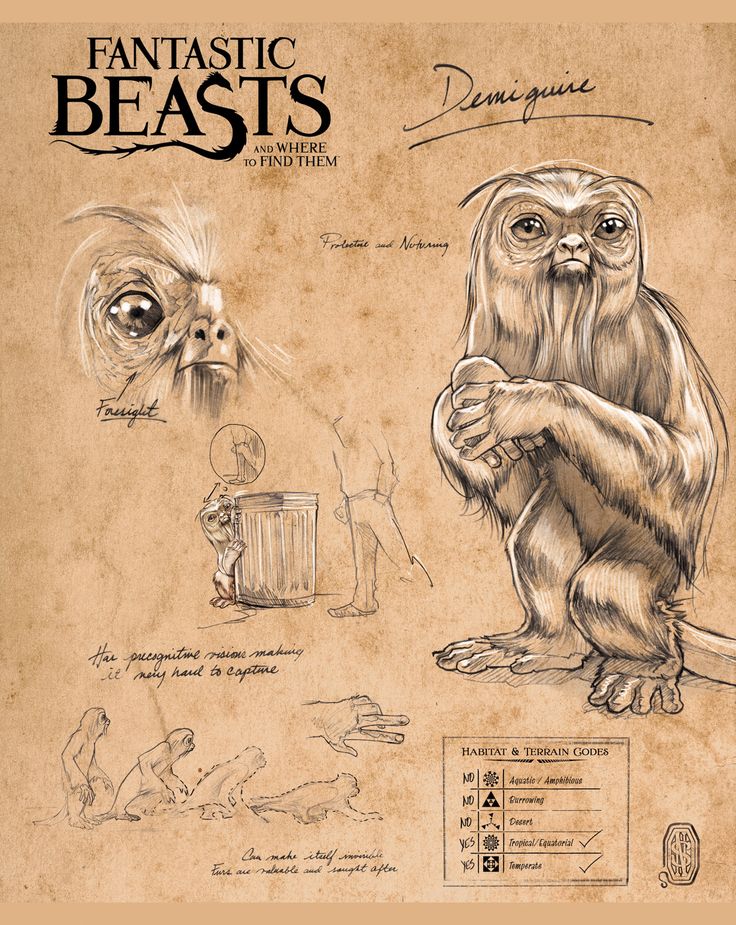 FANTASTIC
BEASTS
AND WHERE
TO FIND THEM
Demiguire
Protective and Nuturing
Foresight
Has precognitive visions making
it very hard to capture
Can make itself invisible
Furs are valuable and sought after
HABITAT & TERRAIN CODES
NO Aquatic / Amphibious
NO Burrowing
NO Desert
YES Tropical/Equatorial ✓
YES Temperate ✓